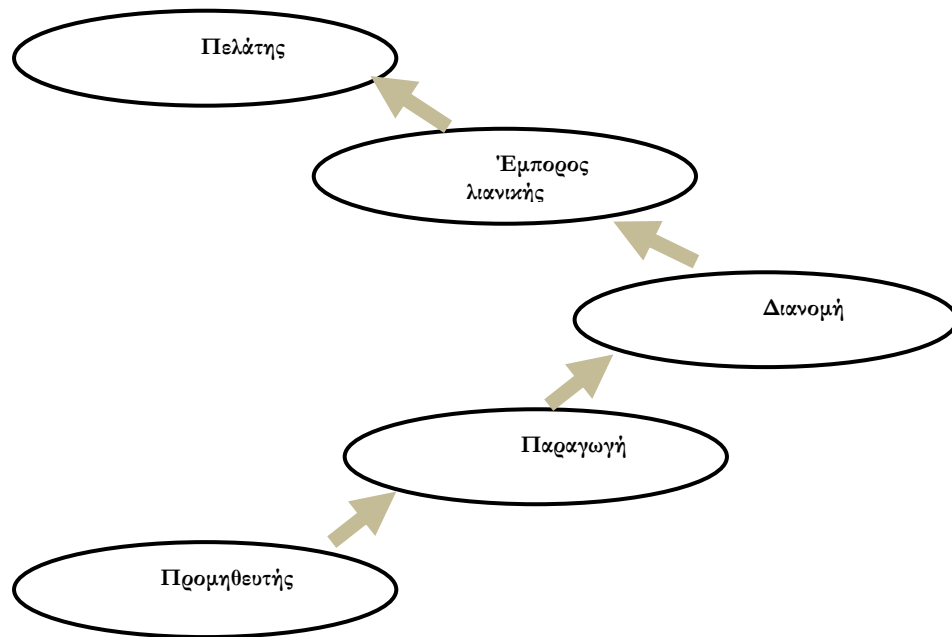 Πελάτης
Έμπορος
λιανικής
Διανομή
Παραγωγή
Προμηθευτής